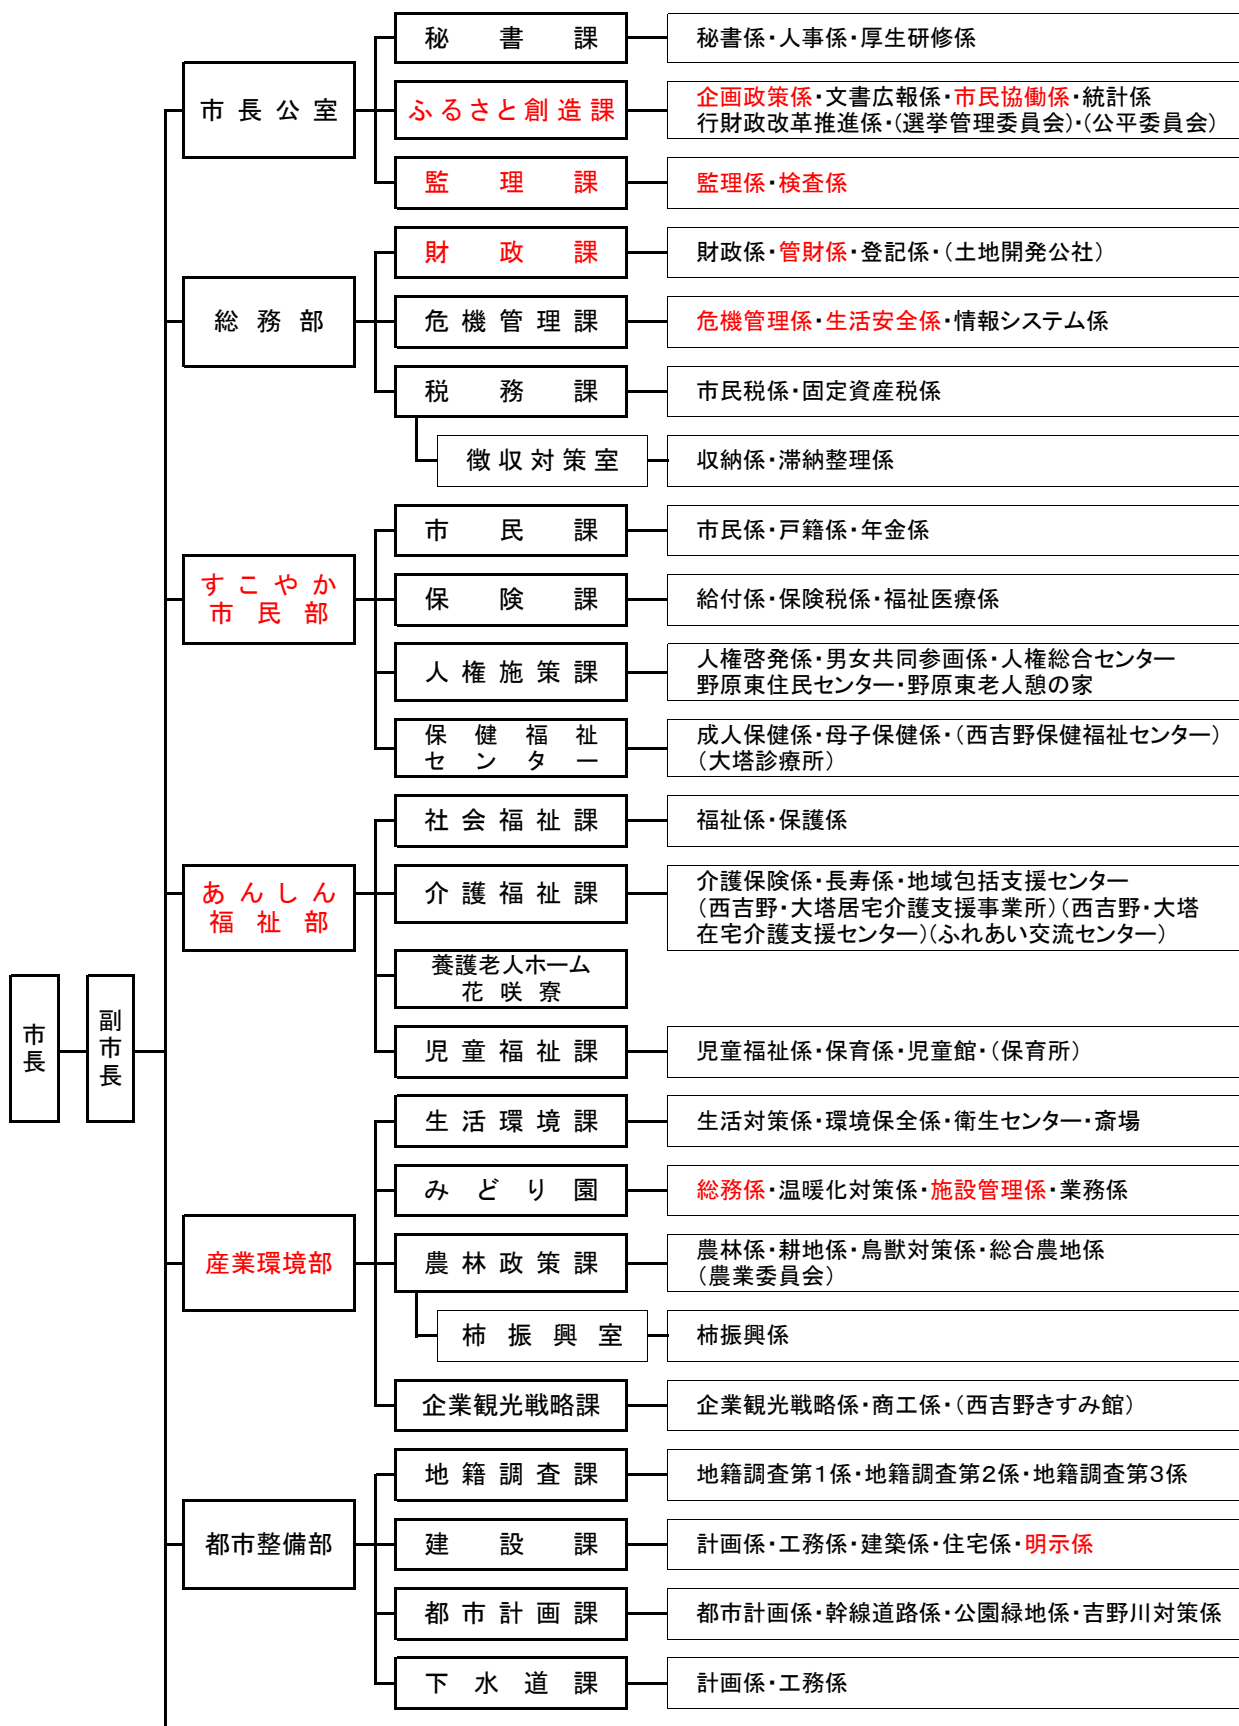 市長
副市長
市長公室
秘書課
秘書係・人事係・厚生研修係
ふるさと創造課
企画政策係・文書広報係・市民協働係・統計係
行財政改革推進係・(選挙管理委員会)・(公平委員会)
監理課
監理係・検査係
総務部
財政課
財政係・管財係・登記係・(土地開発公社)
危機管理課
危機管理係・生活安全係・情報システム係
税務課
市民税係・固定資産税係
徴収対策室
収納係・滞納整理係
すこやか
市民部
市民課
市民係・戸籍係・年金係
保険課
給付係・保険税係・福祉医療係
人権施策課
人権啓発係・男女共同参画係・人権総合センター
野原東住民センター・野原東老人憩の家
保健福祉
センター
成人保健係・母子保健係・(西吉野保健福祉センター)
(大塔診療所)
あんしん
福祉部
社会福祉課
福祉係・保護係
介護福祉課
介護保険係・長寿係・地域包括支援センター
(西吉野・大塔居宅介護支援事業所)(西吉野・大塔
在宅介護支援センター)(ふれあい交流センター)
養護老人ホーム
花咲寮
児童福祉課
児童福祉係・保育係・児童館・(保育所)
産業環境部
生活環境課
生活対策係・環境保全係・衛生センター・斎場
みどり園
総務係・温暖化対策係・施設管理係・業務係
農林政策課
農林係・耕地係・鳥獣対策係・総合農地係
(農業委員会)
柿振興室
柿振興係
企業観光戦略課
企業観光戦略係・商工係・(西吉野きすみ館)
都市整備部
地籍調査課
地籍調査第1係・地籍調査第2係・地籍調査第3係
建設課
計画係・工務係・建築係・住宅係・明示係
都市計画課
都市計画係・幹線道路係・公園緑地係・吉野川対策係
下水道課
計画係・工務係